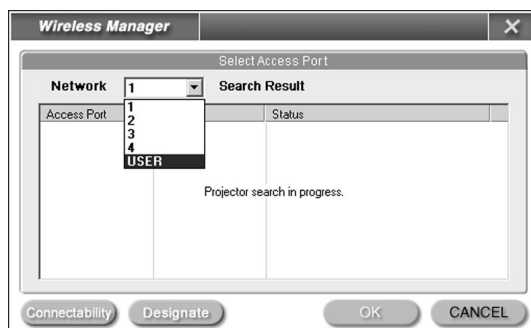 Wireless Manager
Select Access Port
Network 1 Search Result
Access Port Status
1
2
3
4
USER
Projector search in progress.
Connectability Designate OK CANCEL